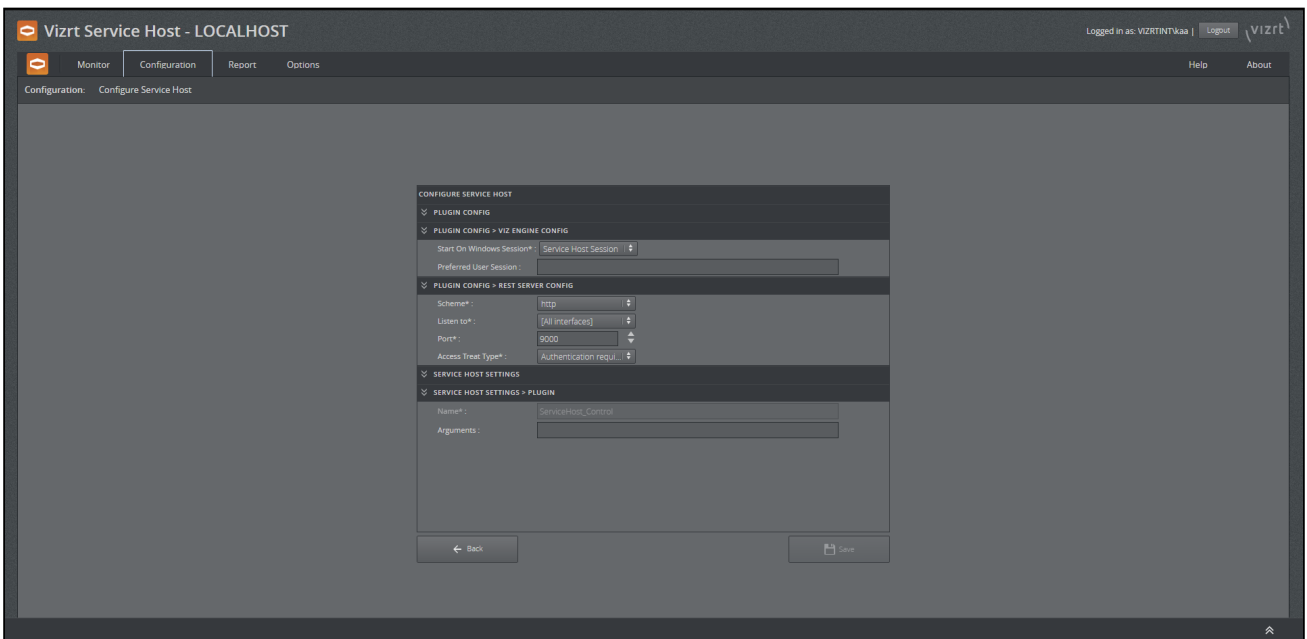 Vizrt Service Host - LOCALHOST
Logged in as: VIZRTINT\kaa | Logout vizrt
Monitor Configuration Report Options Help About
Configuration: Configure Service Host
CONFIGURE SERVICE HOST
PLUGIN CONFIG
PLUGIN CONFIG > VIZ ENGINE CONFIG
Start On Windows Session* : Service Host Session
Preferred User Session :
PLUGIN CONFIG > REST SERVER CONFIG
Scheme* : http
Listen to* : [All interfaces]
Port* : 9000
Access Treat Type* : Authentication requi...
SERVICE HOST SETTINGS
SERVICE HOST SETTINGS > PLUGIN
Name* : ServiceHost_Control
Arguments :
Back Save